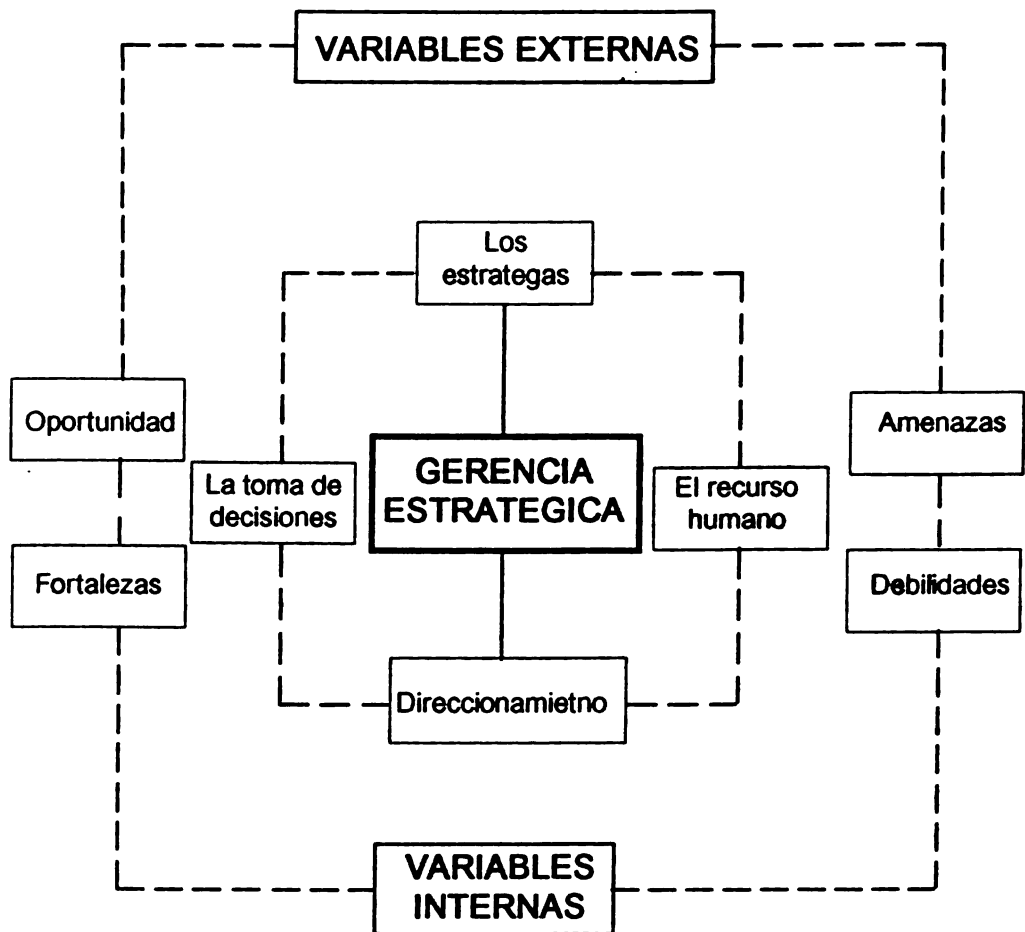 VARIABLES EXTERNAS
Los
estrategas
Oportunidad
Amenazas
La toma de
decisiones
GERENCIA
ESTRATEGICA
El recurso
humano
Fortalezas
Debilidades
Direccionamietno
VARIABLES
INTERNAS